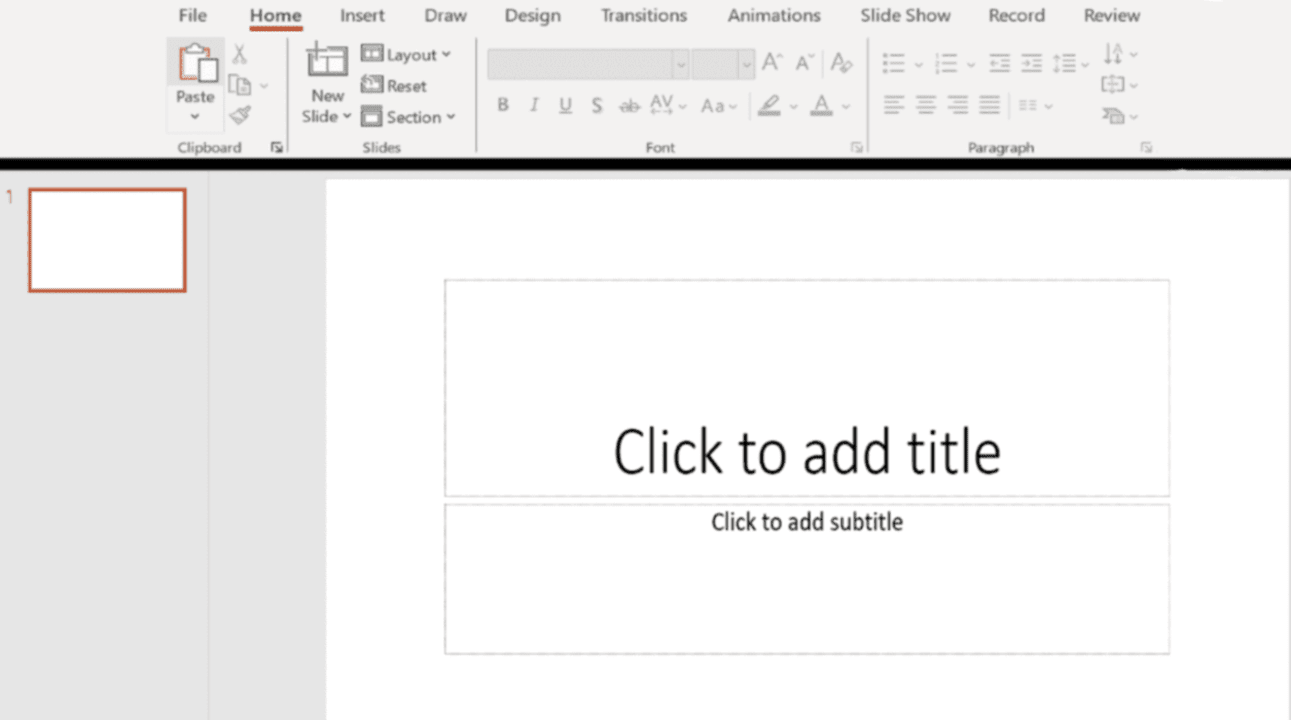 File Home Insert Draw Design Transitions Animations Slide Show Record Review
Paste
New
Slide
Layout
Reset
Section
B I U S ab AV Aa A
Clipboard Slides Font Paragraph
1
Click to add title
Click to add subtitle